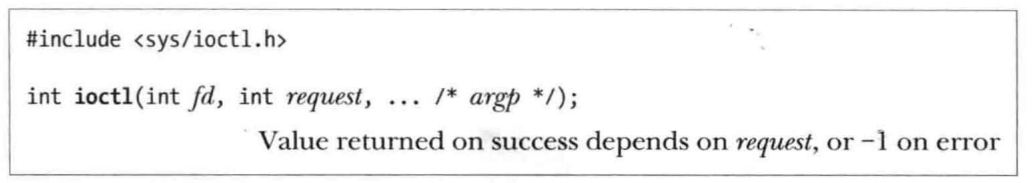 #include <sys/ioctl.h>
int ioctl(int fd, int request, ... /* argp */);
Value returned on success depends on request, or -1 on error